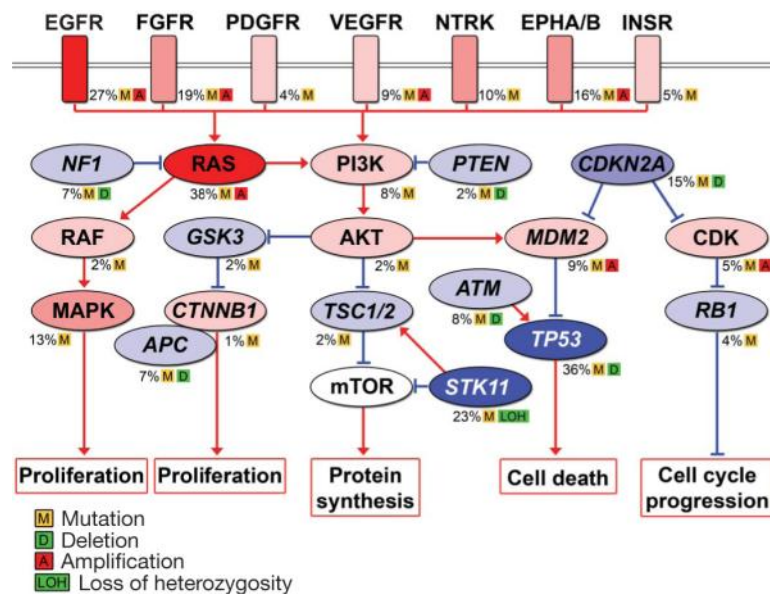 EGFR FGFR PDGFR VEGFR NTRK EPHA/B INSR
27% M A 19% M A 4% M 9% M A 10% M 16% M A 5% M
NF1 RAS PI3K PTEN CDKN2A
7% M D 38% M A 8% M 2% M D 15% M D
RAF GSK3 AKT MDM2 CDK
2% M 2% M 2% M 9% M A 5% M A
MAPK CTNNB1 TSC1/2 ATM RB1
13% M 1% M 2% M 8% M D 4% M
APC TP53
7% M D 36% M D
mTOR STK11
23% M LOH
Proliferation Proliferation Protein Cell death Cell cycle
synthesis progression
M Mutation
D Deletion
A Amplification
LOH Loss of heterozygosity